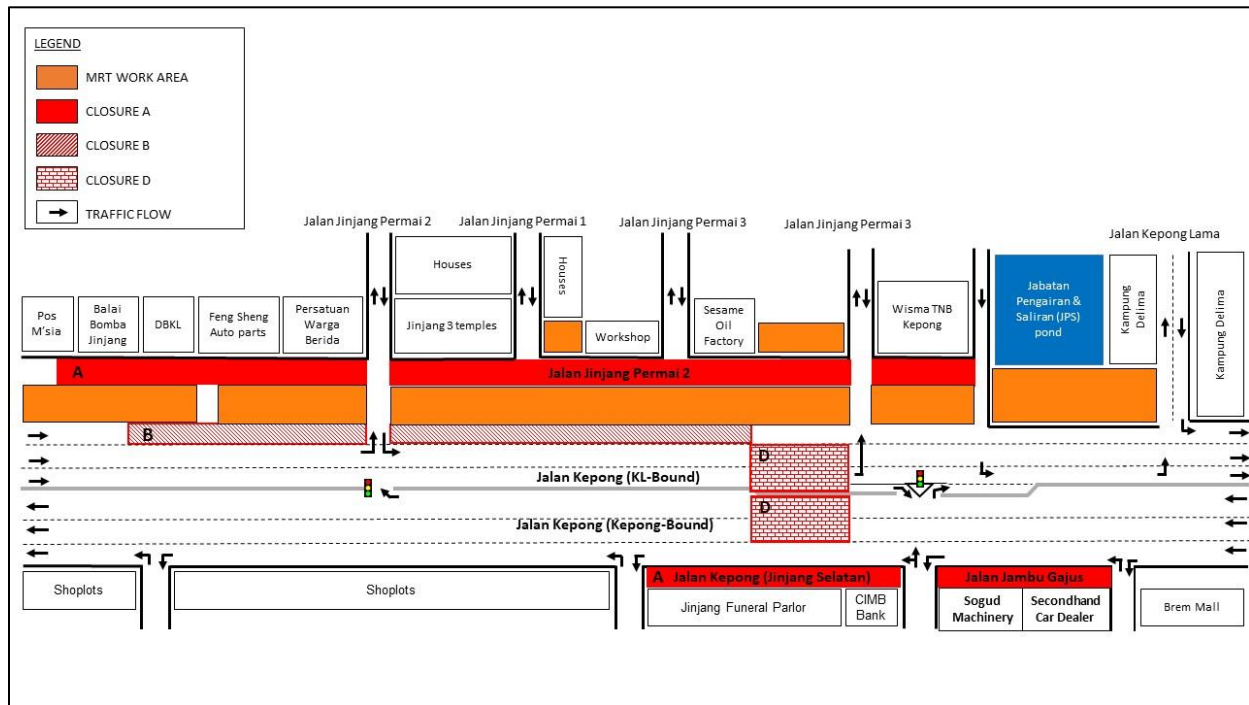 LEGEND
MRT WORK AREA
CLOSURE A
CLOSURE B
CLOSURE D
TRAFFIC FLOW
Jalan Jinjang Permai 2
Jalan Jinjang Permai 1
Jalan Jinjang Permai 3
Jalan Jinjang Permai 3
Jalan Kepong Lama
Pos
M'sia
Balai
Bomba
Jinjang
DBKL
Feng Sheng
Auto parts
Persatuan
Warga
Berida
Houses
Jinjang 3 temples
Houses
Workshop
Sesame
Oil
Factory
Wisma TNB
Kepong
Jabatan
Pengairan &
Saliran (JPS)
pond
Kampung
Delima
Kampung Delima
A
Jalan Jinjang Permai 2
B
D
Jalan Kepong (KL-Bound)
D
Jalan Kepong (Kepong-Bound)
A Jalan Kepong (Jinjang Selatan)
Jalan Jambu Gajus
Shoplots
Shoplots
Jinjang Funeral Parlor
CIMB
Bank
Sogud
Machinery
Secondhand
Car Dealer
Brem Mall